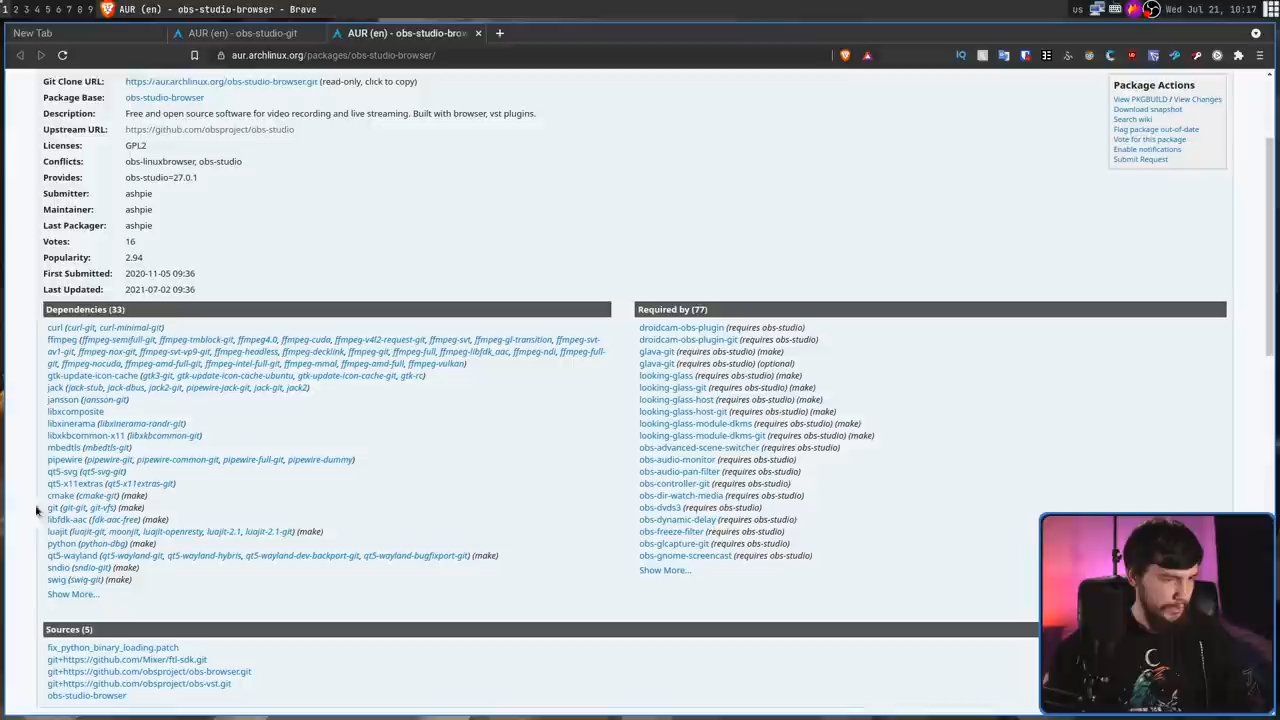 1 2 3 4 5 6 7 8 9 AUR (en) - obs-studio-browser - Brave us Wed Jul 21, 18:17
New Tab AUR (en) - obs-studio-git AUR (en) - obs-studio-brow
aur.archlinux.org/packages/obs-studio-browser/
Git Clone URL: https://aur.archlinux.org/obs-studio-browser.git (read-only, click to copy)
Package Base: obs-studio-browser
Description: Free and open source software for video recording and live streaming. Built with browser, vst plugins.
Upstream URL: https://github.com/obsproject/obs-studio
Licenses: GPL2
Conflicts: obs-linuxbrowser, obs-studio
Provides: obs-studio=27.0.1
Submitter: ashpie
Maintainer: ashpie
Last Packager: ashpie
Votes: 16
Popularity: 2.94
First Submitted: 2020-11-05 09:36
Last Updated: 2021-07-02 09:36
Package Actions
View PKGBUILD / View Changes
Download snapshot
Search wiki
Flag package out-of-date
Vote for this package
Enable notifications
Submit Request
Dependencies (33)
curl (curl-git, curl-minimal-git)
ffmpeg (ffmpeg-semifull-git, ffmpeg-tmnblock-git, ffmpeg4.0, ffmpeg-cuda, ffmpeg-v4l2-request-git, ffmpeg-svt, ffmpeg-gl-transition, ffmpeg-svt-
av1-git, ffmpeg-nox-git, ffmpeg-svt-vp9-git, ffmpeg-headless, ffmpeg-decklink, ffmpeg-git, ffmpeg-full, ffmpeg-libfdk_aac, ffmpeg-ndi, ffmpeg-full-
git, ffmpeg-nocuda, ffmpeg-amd-full-git, ffmpeg-intel-full-git, ffmpeg-mmal, ffmpeg-amd-full, ffmpeg-vulkan)
gtk-update-icon-cache (gtk3-git, gtk-update-icon-cache-ubuntu, gtk-update-icon-cache-git, gtk-rc)
jack (jack-stub, jack-dbus, jack2-git, pipewire-jack-git, jack-git, jack2)
jansson (jansson-git)
libxcomposite
libxinerama (libxinerama-randr-git)
libxkbcommon-x11 (libxkbcommon-git)
mbedtls (mbedtls-git)
pipewire (pipewire-git, pipewire-common-git, pipewire-full-git, pipewire-dummy)
qt5-svg (qt5-svg-git)
qt5-x11extras (qt5-x11extras-git)
cmake (cmake-git) (make)
git (git-git, git-vfs) (make)
libfdk-aac (fdk-aac-free) (make)
luajit (luajit-git, moonjit, luajit-openresty, luajit-2.1, luajit-2.1-git) (make)
python (python-dbg) (make)
qt5-wayland (qt5-wayland-git, qt5-wayland-hybris, qt5-wayland-dev-backport-git, qt5-wayland-bugfixport-git) (make)
sndio (sndio-git) (make)
swig (swig-git) (make)
Show More...
Required by (77)
droidcam-obs-plugin (requires obs-studio)
droidcam-obs-plugin-git (requires obs-studio)
glava-git (requires obs-studio) (make)
glava-git (requires obs-studio) (optional)
looking-glass (requires obs-studio) (make)
looking-glass-git (requires obs-studio) (make)
looking-glass-host (requires obs-studio) (make)
looking-glass-host-git (requires obs-studio) (make)
looking-glass-module-dkms (requires obs-studio) (make)
looking-glass-module-dkms-git (requires obs-studio) (make)
obs-advanced-scene-switcher (requires obs-studio)
obs-audio-monitor (requires obs-studio)
obs-audio-pan-filter (requires obs-studio)
obs-controller-git (requires obs-studio)
obs-dir-watch-media (requires obs-studio)
obs-dvds3 (requires obs-studio)
obs-dynamic-delay (requires obs-studio)
obs-freeze-filter (requires obs-studio)
obs-glcapture-git (requires obs-studio)
obs-gnome-screencast (requires obs-studio)
Show More...
Sources (5)
fix_python_binary_loading.patch
git+https://github.com/Mixer/ftl-sdk.git
git+https://github.com/obsproject/obs-browser.git
git+https://github.com/obsproject/obs-vst.git
obs-studio-browser